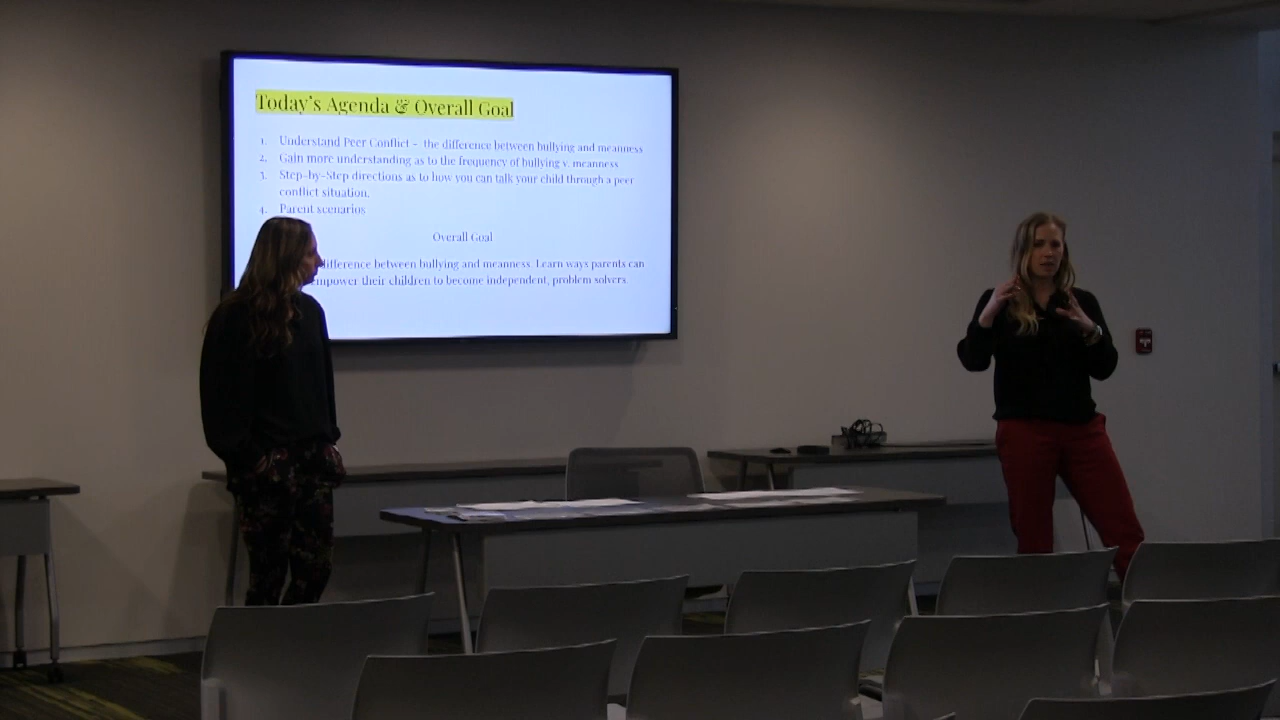 Today's Agenda & Overall Goal
1. Understand Peer Conflict - the difference between bullying and meanness
2. Gain more understanding as to the frequency of bullying v. meanness
3. Step-by-Step directions as to how you can talk your child through a peer
conflict situation.
4. Parent scenarios
Overall Goal
difference between bullying and meanness. Learn ways parents can
empower their children to become independent, problem solvers.